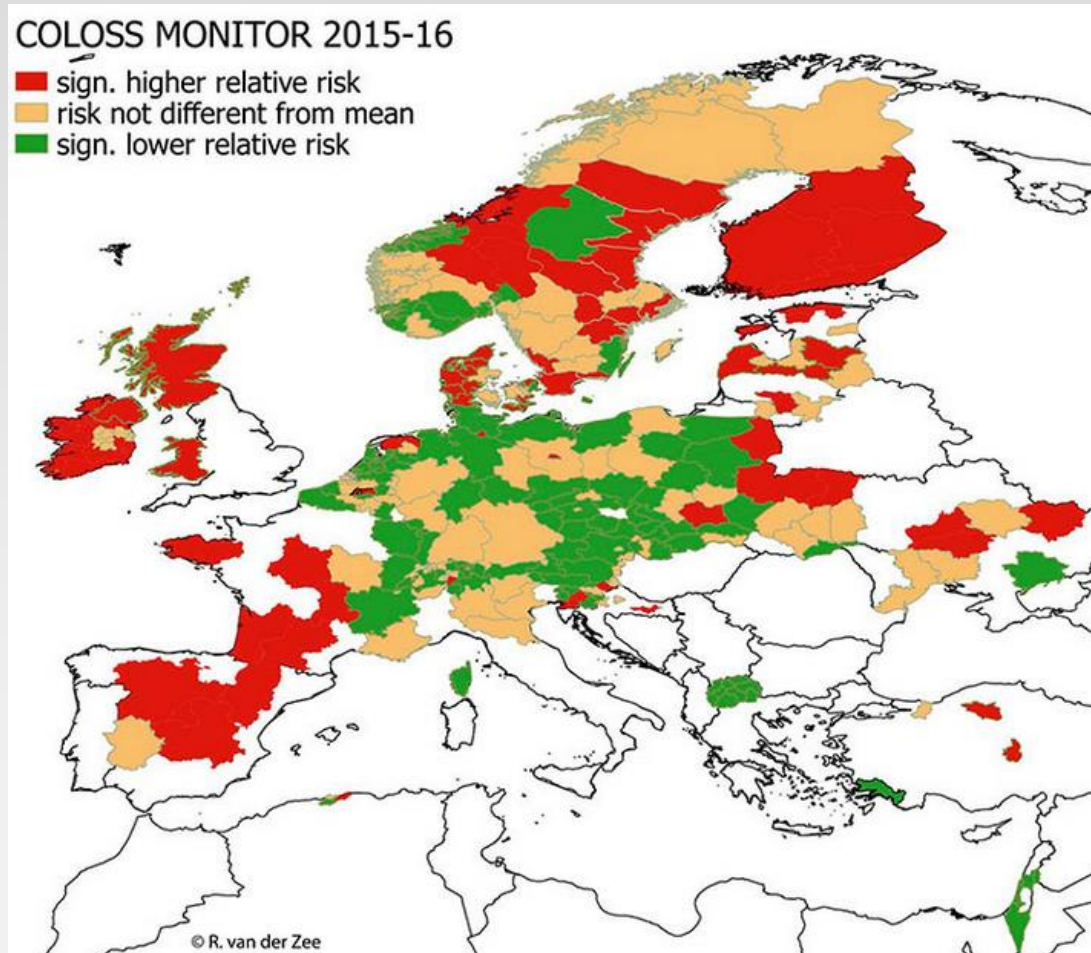 COLOSS MONITOR 2015-16
sign. higher relative risk
risk not different from mean
sign. lower relative risk
© R. van der Zee